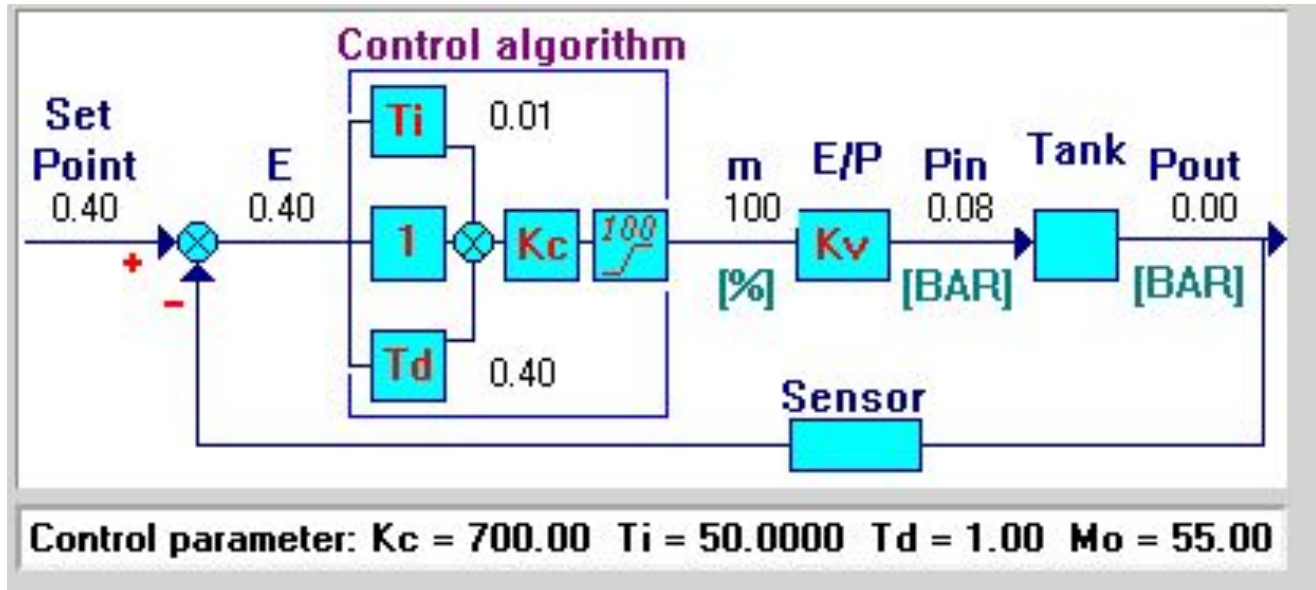 Control algorithm
Set
Point
0.40
E
0.40
Ti
0.01
1
Kc
100
Td
0.40
m
100
[%]
E/P
Kv
Pin
0.08
[BAR]
Tank
Pout
0.00
[BAR]
+
−
Sensor
Control parameter: Kc = 700.00 Ti = 50.0000 Td = 1.00 Mo = 55.00